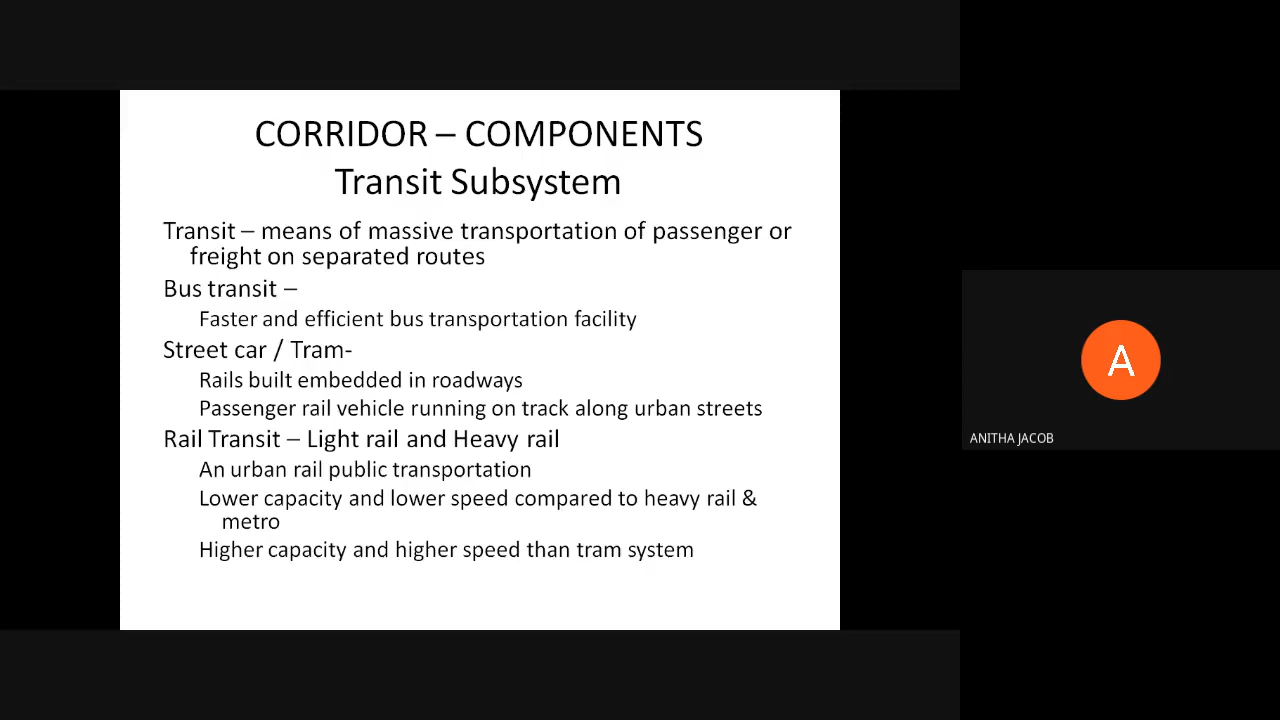 CORRIDOR – COMPONENTS
Transit Subsystem
Transit – means of massive transportation of passenger or
freight on separated routes
Bus transit –
Faster and efficient bus transportation facility
Street car / Tram-
Rails built embedded in roadways
Passenger rail vehicle running on track along urban streets
Rail Transit – Light rail and Heavy rail
An urban rail public transportation
Lower capacity and lower speed compared to heavy rail &
metro
Higher capacity and higher speed than tram system
A
ANITHA JACOB